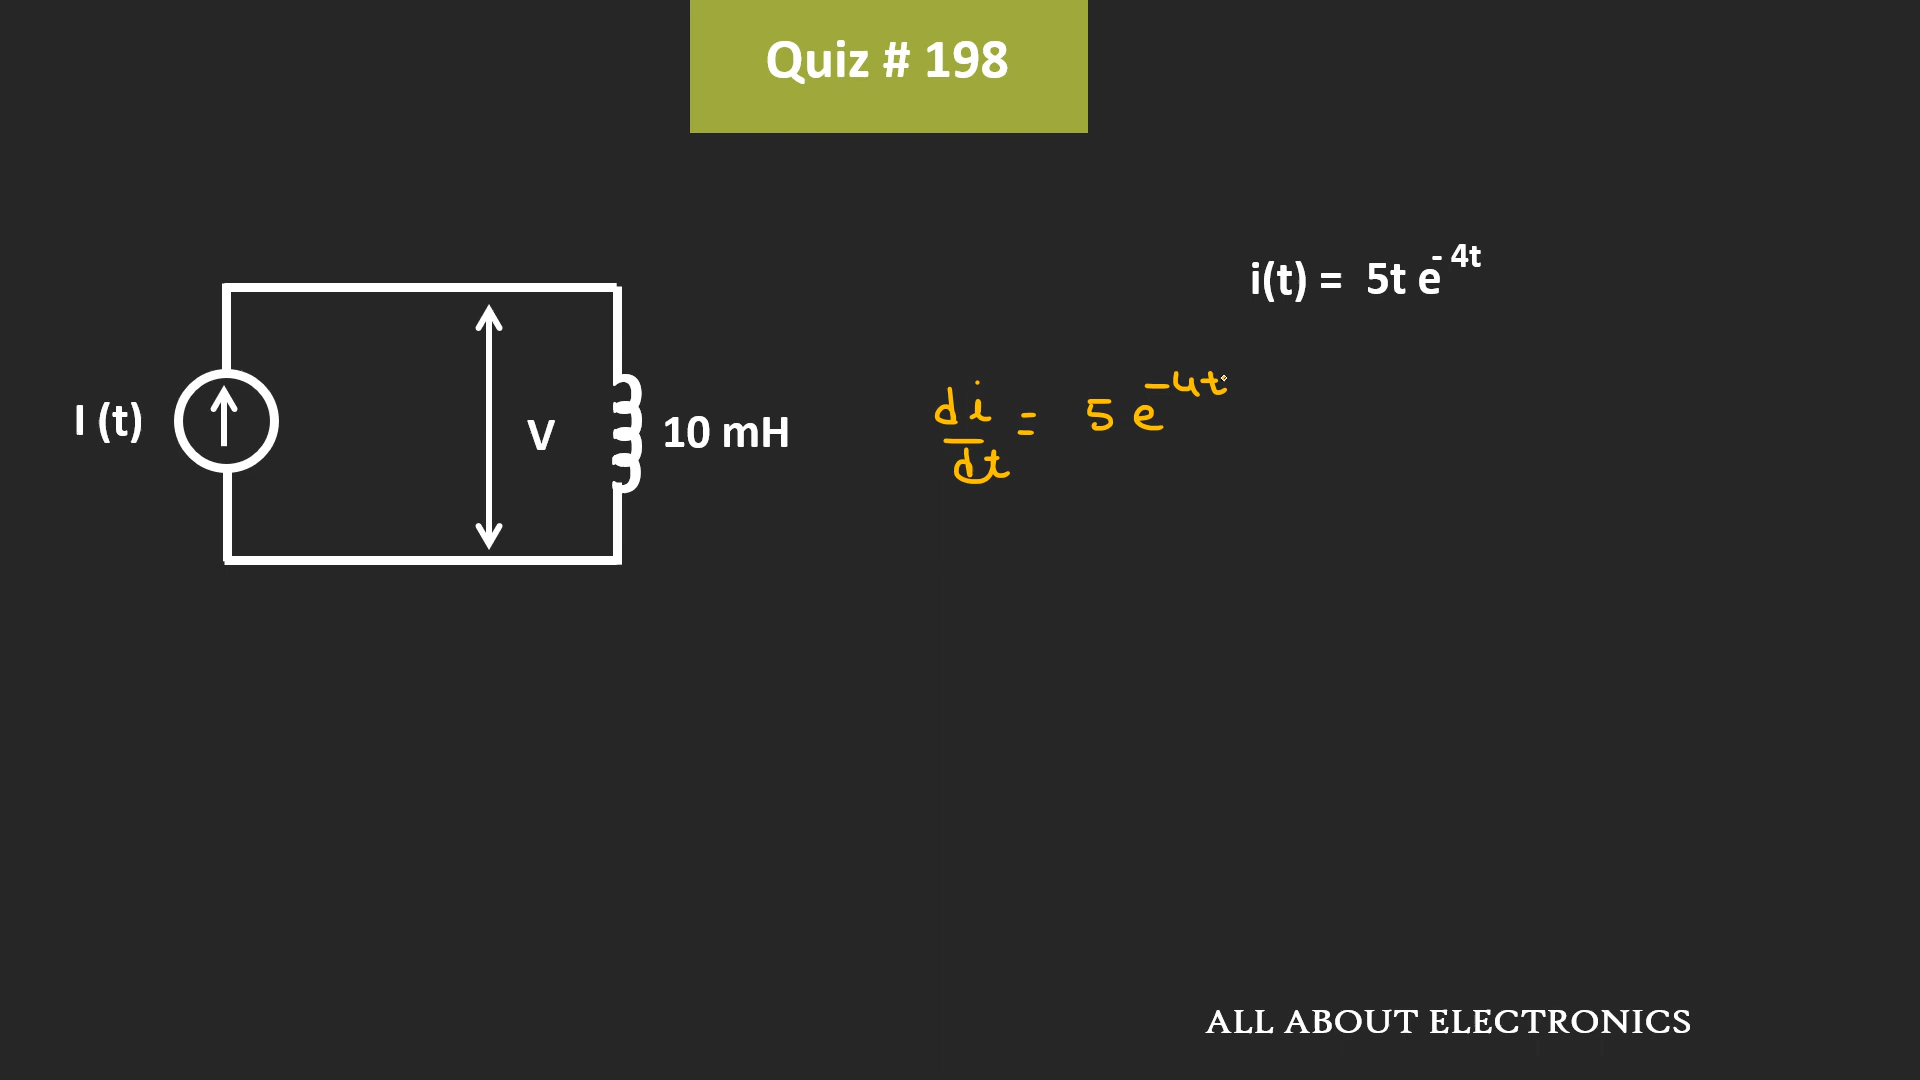 Quiz # 198
i(t) = 5t e^{- 4t}
I (t)
V
10 mH
di/dt = 5 e^{-4t}
ALL ABOUT ELECTRONICS